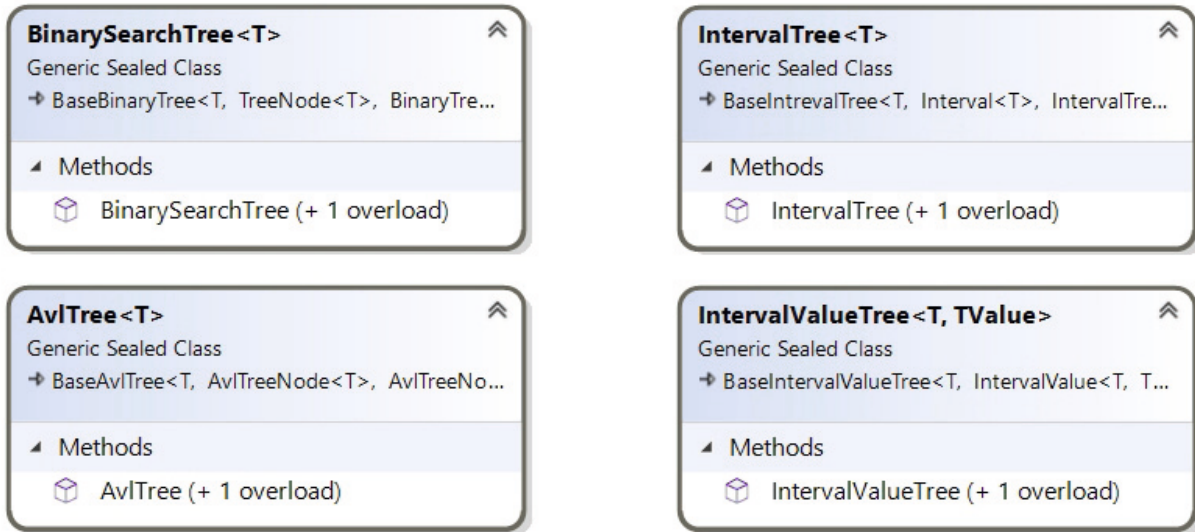 BinarySearchTree<T>
Generic Sealed Class
BaseBinaryTree<T, TreeNode<T>, BinaryTre...
Methods
BinarySearchTree (+ 1 overload)
IntervalTree<T>
Generic Sealed Class
BaseIntrevalTree<T, Interval<T>, IntervalTre...
Methods
IntervalTree (+ 1 overload)
AvlTree<T>
Generic Sealed Class
BaseAvlTree<T, AvlTreeNode<T>, AvlTreeNo...
Methods
AvlTree (+ 1 overload)
IntervalValueTree<T, TValue>
Generic Sealed Class
BaseIntervalValueTree<T, IntervalValue<T, T...
Methods
IntervalValueTree (+ 1 overload)